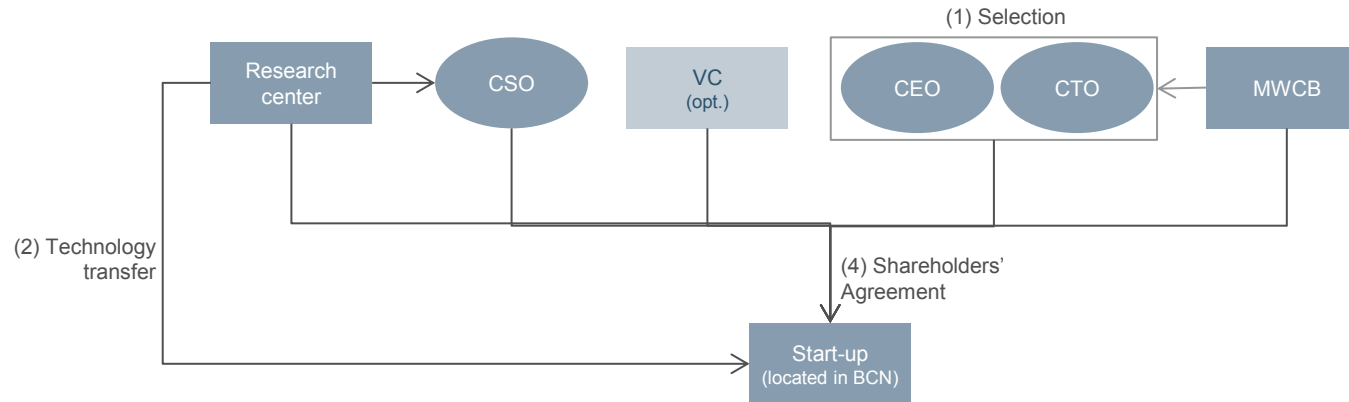 (1) Selection
Research
center
CSO
VC
(opt.)
CEO
CTO
MWCB
(2) Technology
transfer
(4) Shareholders’
Agreement
Start-up
(located in BCN)